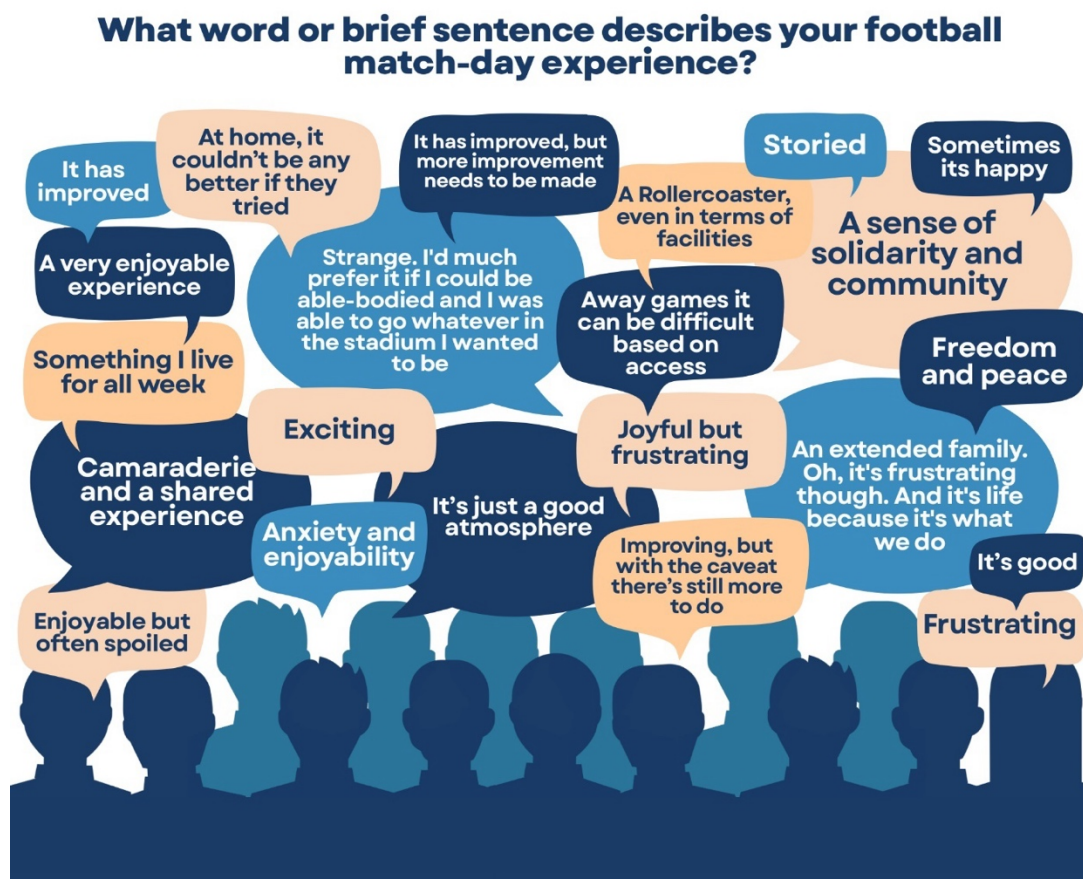 What word or brief sentence describes your football
match-day experience?
It has
improved
At home, it
couldn't be any
better if they
tried
It has improved, but
more improvement
needs to be made
Storied
Sometimes
its happy
A very enjoyable
experience
Strange. I'd much
prefer it if I could be
able-bodied and I was
able to go whatever in
the stadium I wanted
to be
A Rollercoaster,
even in terms of
facilities
A sense of
solidarity and
community
Something I live
for all week
Away games it
can be difficult
based on
access
Freedom
and peace
Camaraderie
and a shared
experience
Exciting
It's just a good
atmosphere
Joyful but
frustrating
An extended family.
Oh, it's frustrating
though. And it's life
because it's what
we do
Anxiety and
enjoyability
Improving, but
with the caveat
there's still more
to do
It's good
Enjoyable but
often spoiled
Frustrating